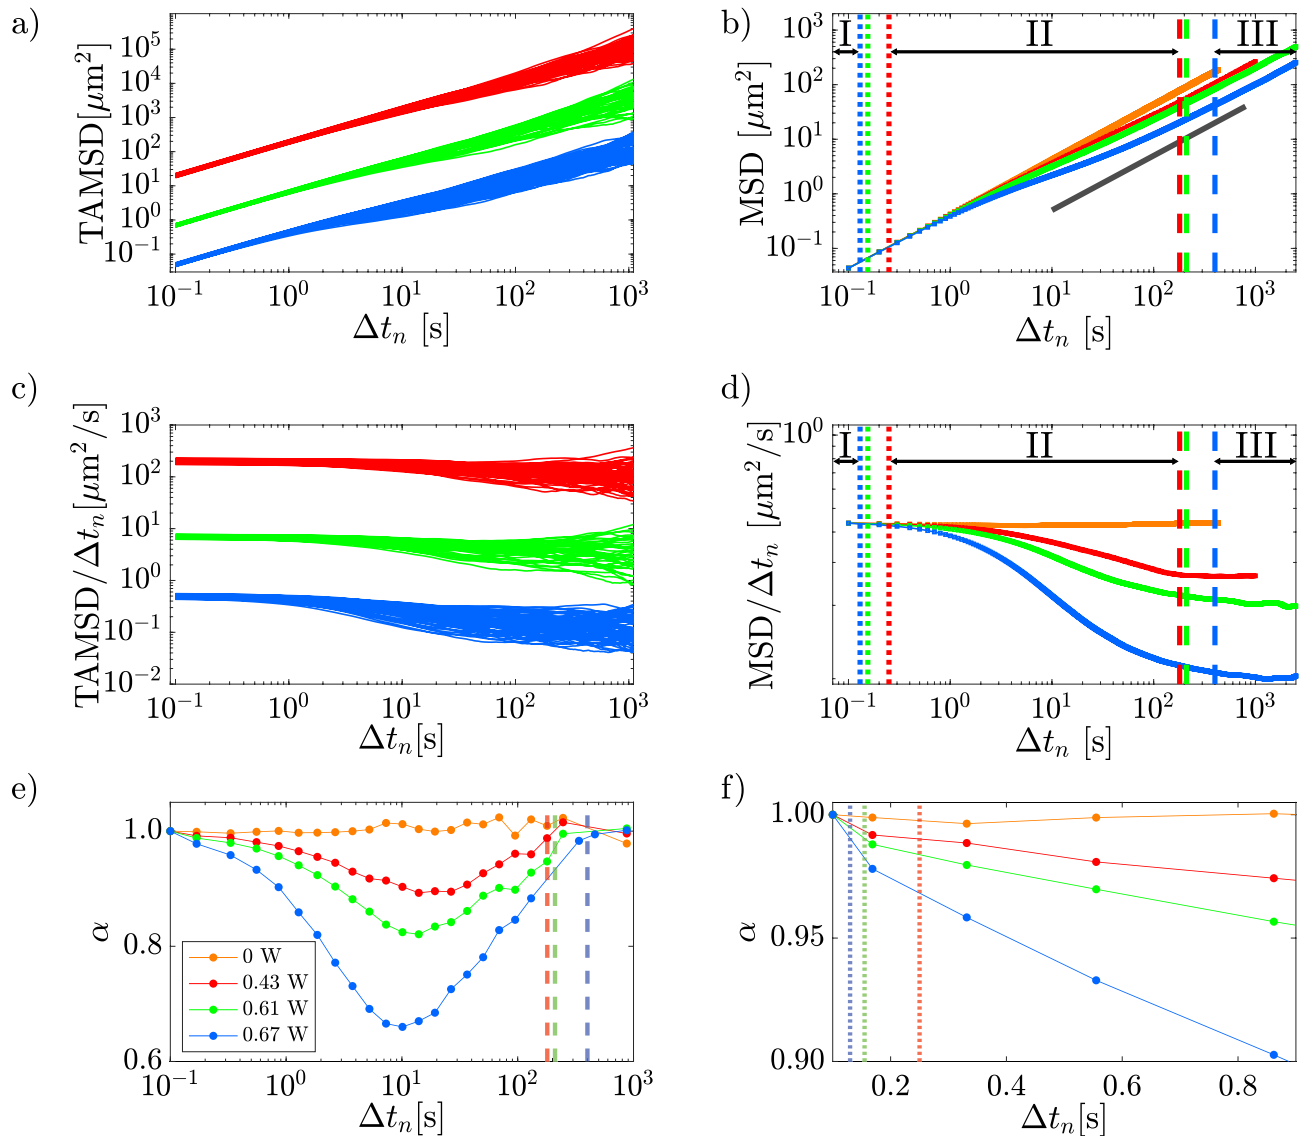 a)
TAMSD[μm²]
10⁵
10⁴
10³
10²
10¹
10⁰
10⁻¹
10⁻¹ 10⁰ 10¹ 10² 10³
Δtₙ [s]
b)
MSD [μm²]
10³
10²
10¹
10⁰
10⁻¹
I II III
10⁻¹ 10⁰ 10¹ 10² 10³
Δtₙ [s]
c)
TAMSD/Δtₙ[μm²/s]
10³
10²
10¹
10⁰
10⁻¹
10⁻²
10⁻¹ 10⁰ 10¹ 10² 10³
Δtₙ[s]
d)
MSD/Δtₙ [μm²/s]
10⁰
I II III
10⁻¹ 10⁰ 10¹ 10² 10³
Δtₙ [s]
e)
α
1.0
0.8
0.6
0 W
0.43 W
0.61 W
0.67 W
10⁻¹ 10⁰ 10¹ 10² 10³
Δtₙ[s]
f)
α
1.00
0.95
0.90
0.2 0.4 0.6 0.8
Δtₙ[s]